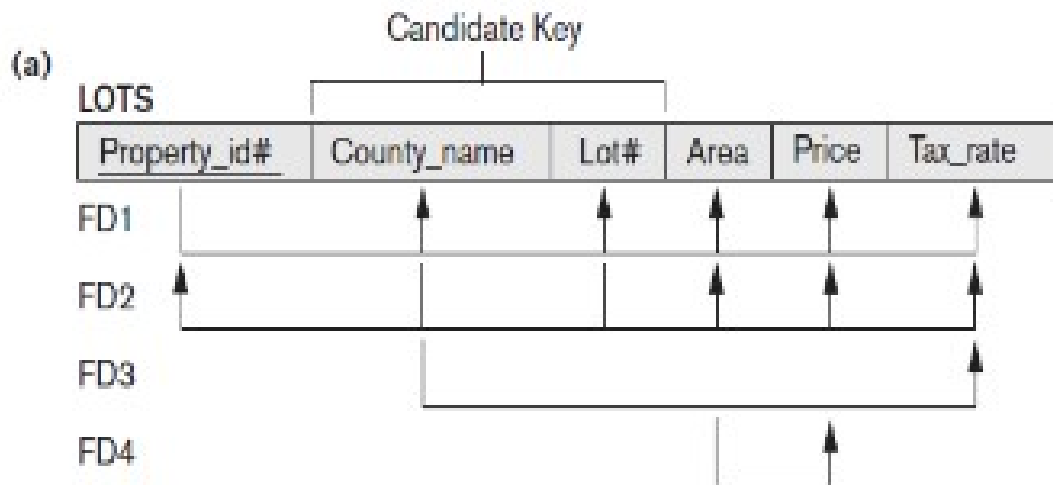 Candidate Key
(a)
LOTS
Property_id# County_name Lot# Area Price Tax_rate
FD1
FD2
FD3
FD4